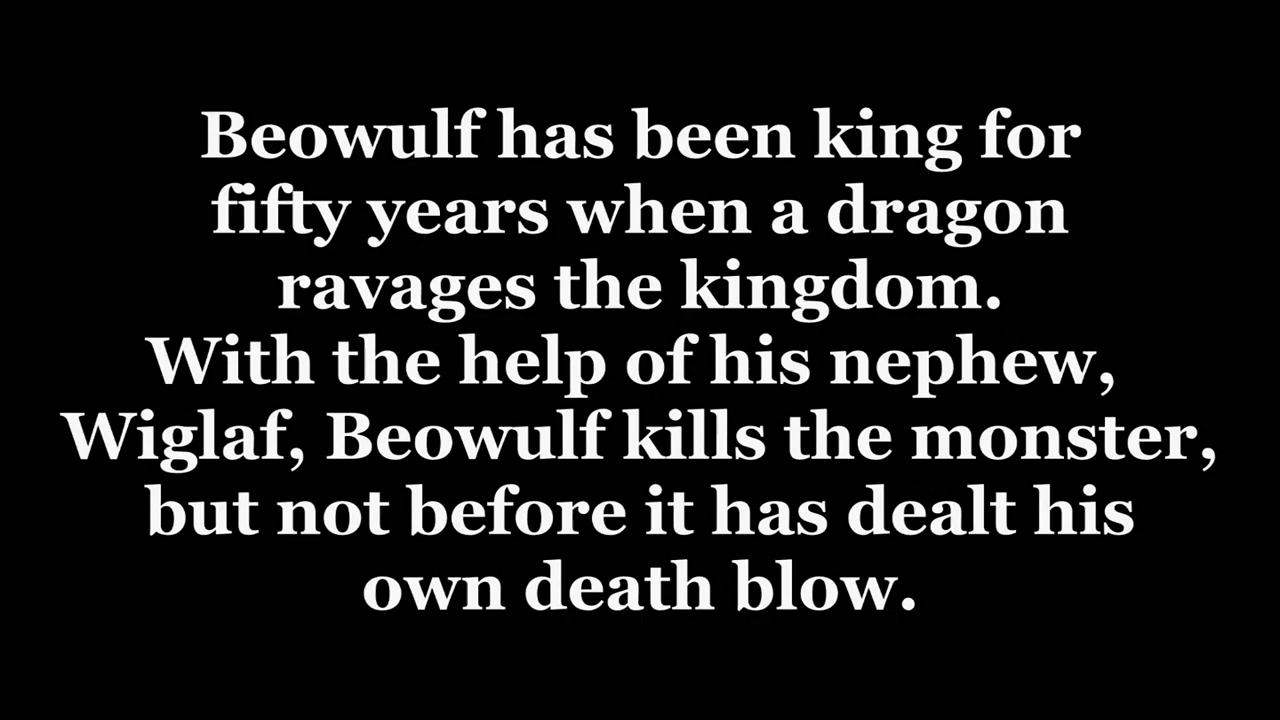 Beowulf has been king for
fifty years when a dragon
ravages the kingdom.
With the help of his nephew,
Wiglaf, Beowulf kills the monster,
but not before it has dealt his
own death blow.